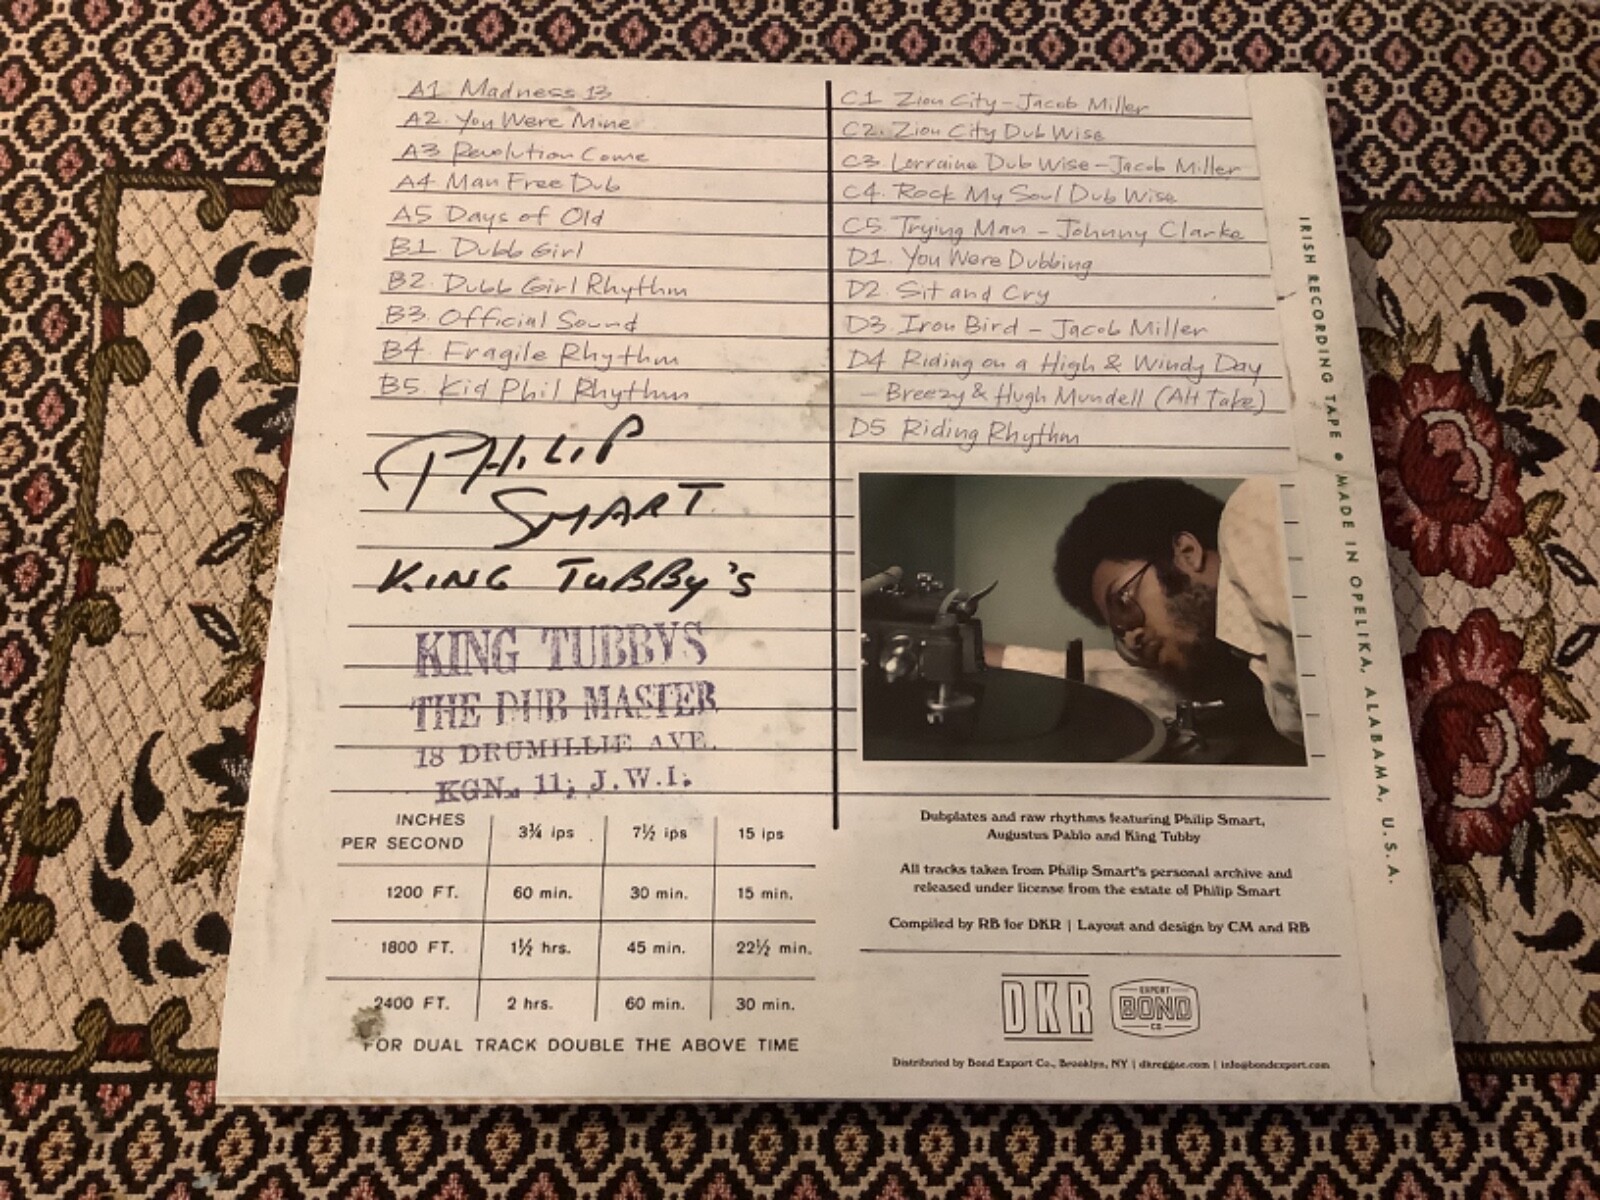 A1 Madness 13
A2. You Were Mine
A3 Revolution Come
A4 Man Free Dub
A5 Days of Old
B1. Dubb Girl
B2. Dubb Girl Rhythm
B3. Official Sound
B4 Fragile Rhythm
B5. Kid Phil Rhythm
PHILIP
SMART
KING TuBBy's
KING TUBBYS
THE DUB MASTER
18 DRUMILLIE AVE.
KGN. 11; J.W.I.
C1 Zion City - Jacob Miller
C2. Zion City Dub Wise
C3. Lorraine Dub Wise - Jacob Miller
C4. Rock My Soul Dub Wise
C5. Trying Man - Johnny Clarke
D1. You Were Dubbing
D2. Sit and Cry
D3. Iron Bird - Jacob Miller
D4 Riding on a High & Windy Day
- Breezy & Hugh Mundell (Alt Take)
D5 Riding Rhythm
IRISH RECORDING TAPE • MADE IN OPELIKA, ALABAMA, U.S.A.
INCHES PER SECOND 3¾ ips 7½ ips 15 ips
1200 FT. 60 min. 30 min. 15 min.
1800 FT. 1½ hrs. 45 min. 22½ min.
2400 FT. 2 hrs. 60 min. 30 min.
FOR DUAL TRACK DOUBLE THE ABOVE TIME
Dubplates and raw rhythms featuring Philip Smart,
Augustus Pablo and King Tubby
All tracks taken from Philip Smart's personal archive and
released under license from the estate of Philip Smart
Compiled by RB for DKR | Layout and design by CM and RB
DKR
EXPORT
BOND
CO.
Distributed by Bond Export Co., Brooklyn, NY | dkreggae.com | info@bondexport.com